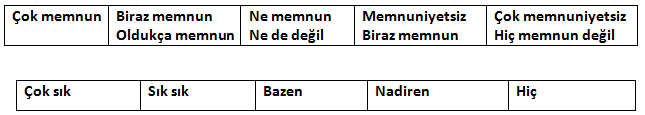 Çok memnun Biraz memnun Ne memnun Memnuniyetsiz Çok memnuniyetsiz
Oldukça memnun Ne de değil Biraz memnun Hiç memnun değil
Çok sık Sık sık Bazen Nadiren Hiç